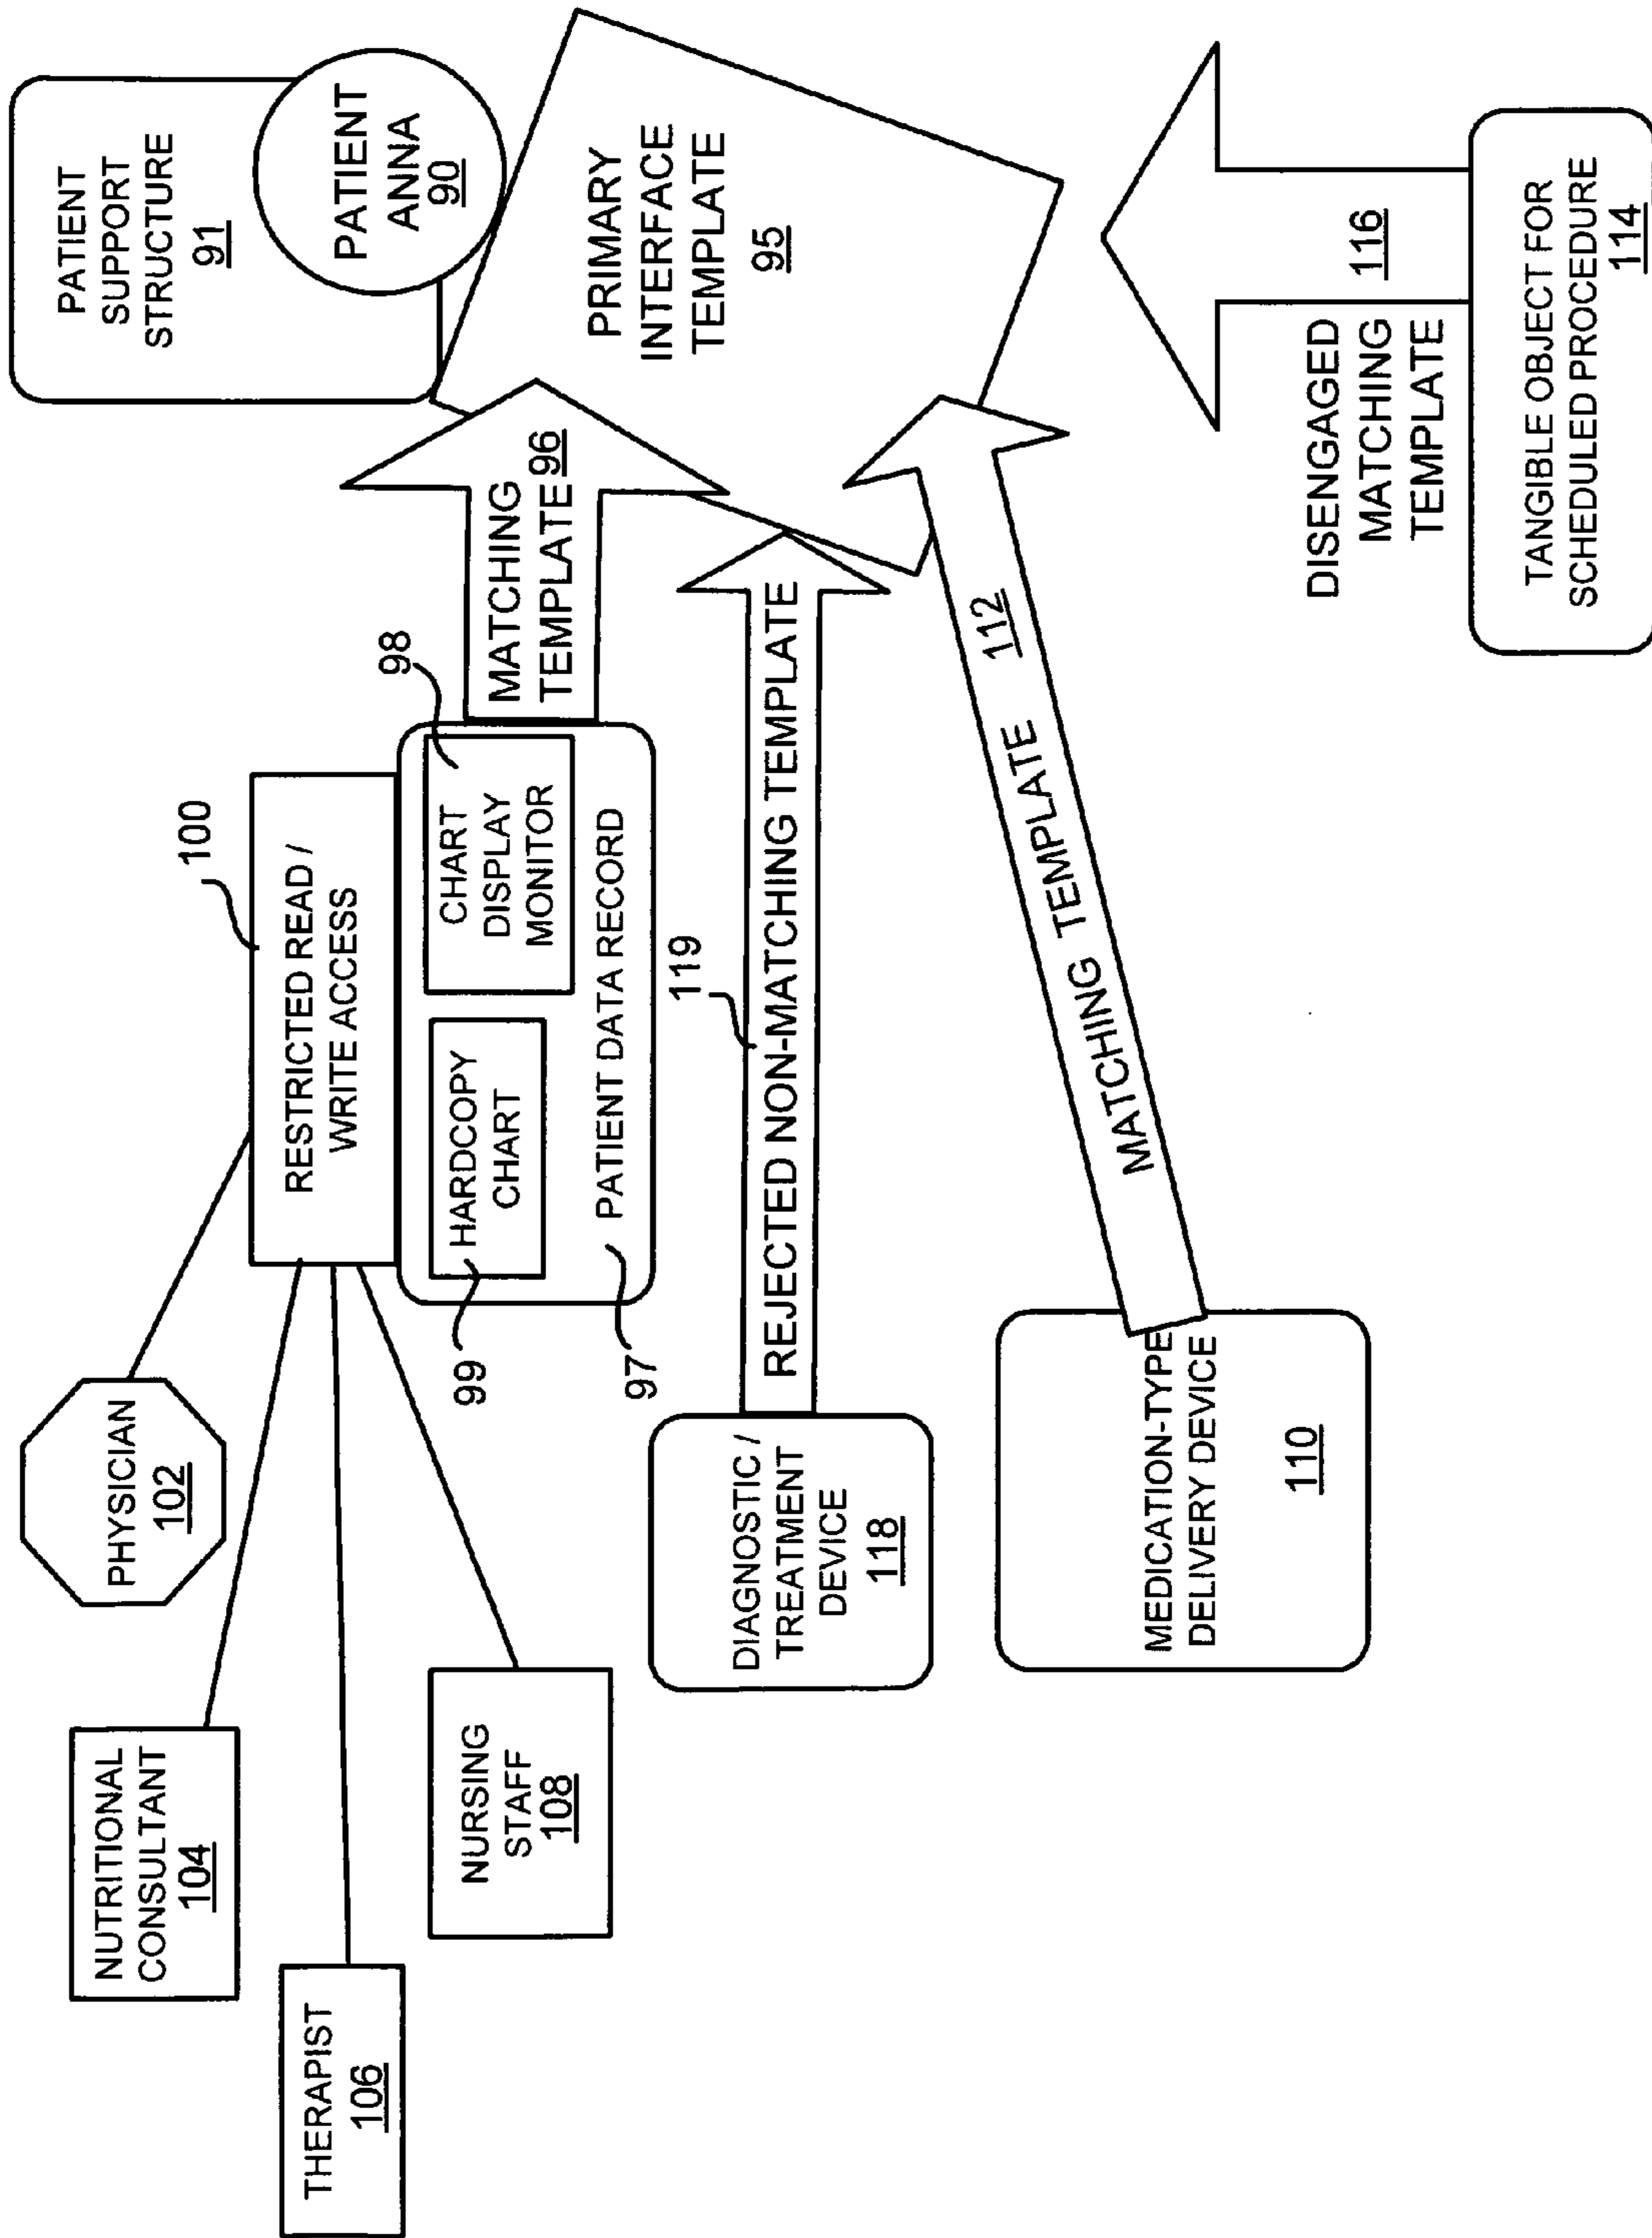 PATIENT
SUPPORT
STRUCTURE
91
PATIENT
ANNA
90
PRIMARY
INTERFACE
TEMPLATE
95
100
RESTRICTED READ /
WRITE ACCESS
PHYSICIAN
102
NUTRITIONAL
CONSULTANT
104
THERAPIST
106
NURSING
STAFF
108
98
CHART
DISPLAY
MONITOR
99
HARDCOPY
CHART
97
PATIENT DATA RECORD
MATCHING
TEMPLATE 96
119
REJECTED NON-MATCHING TEMPLATE
DIAGNOSTIC /
TREATMENT
DEVICE
118
MATCHING TEMPLATE 112
MEDICATION-TYPE
DELIVERY DEVICE
110
DISENGAGED
MATCHING
TEMPLATE
116
TANGIBLE OBJECT FOR
SCHEDULED PROCEDURE
114